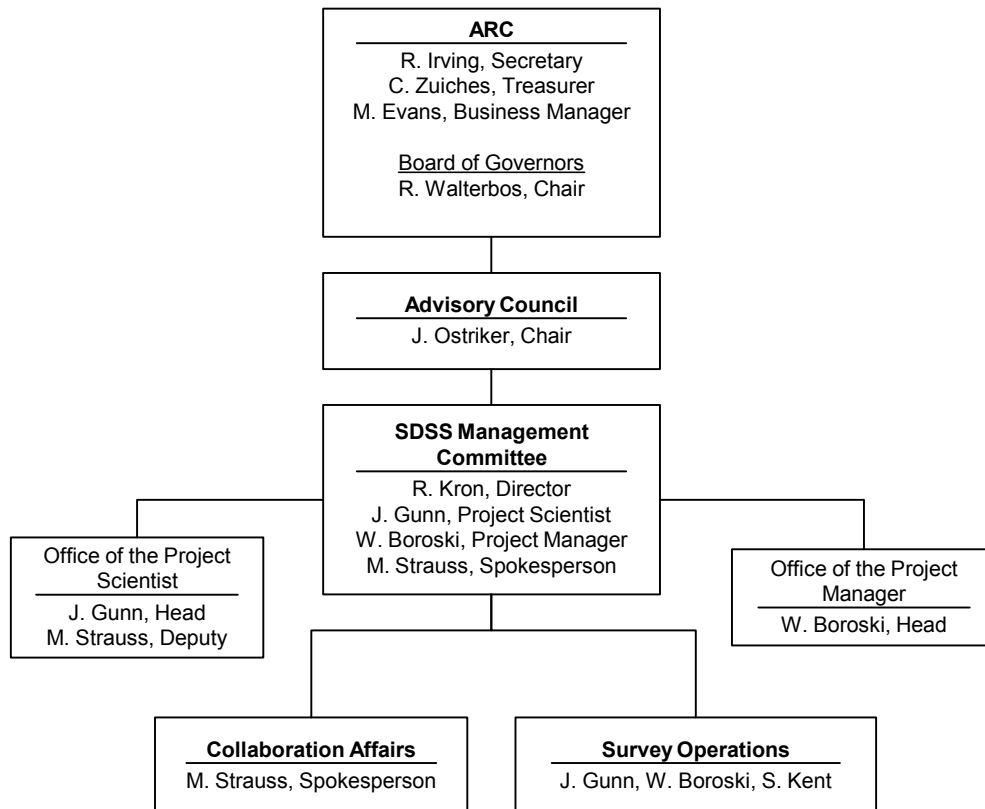 ARC
R. Irving, Secretary
C. Zuiches, Treasurer
M. Evans, Business Manager
Board of Governors
R. Walterbos, Chair
Advisory Council
J. Ostriker, Chair
SDSS Management
Committee
R. Kron, Director
J. Gunn, Project Scientist
W. Boroski, Project Manager
M. Strauss, Spokesperson
Office of the Project
Scientist
J. Gunn, Head
M. Strauss, Deputy
Office of the Project
Manager
W. Boroski, Head
Collaboration Affairs
M. Strauss, Spokesperson
Survey Operations
J. Gunn, W. Boroski, S. Kent